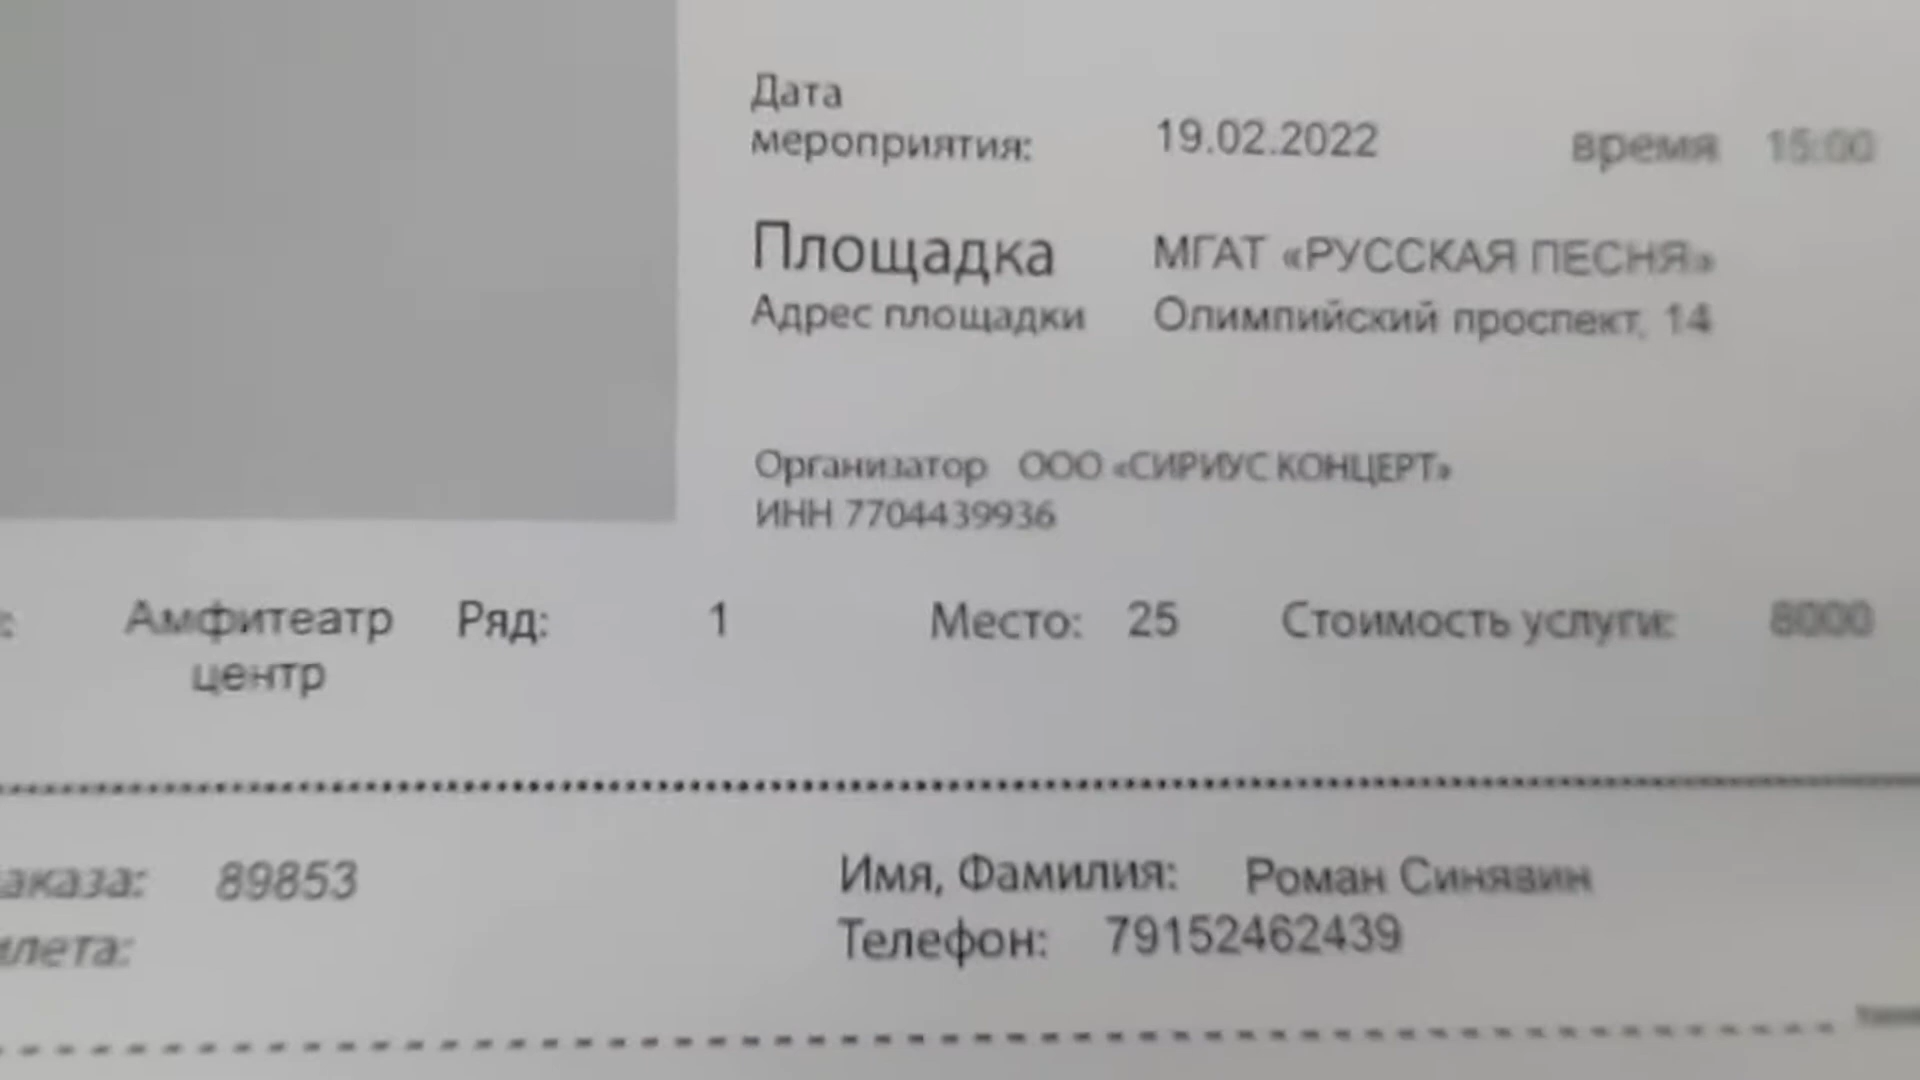 Дата
мероприятия: 19.02.2022 время 15:00
Площадка МГАТ «РУССКАЯ ПЕСНЯ»
Адрес площадки Олимпийский проспект, 14
Организатор ООО «СИРИУС КОНЦЕРТ»
ИНН 7704439936
Амфитеатр Ряд: 1 Место: 25 Стоимость услуги: 8000
центр
аказа: 89853 Имя, Фамилия: Роман Синявин
илета: Телефон: 79152462439